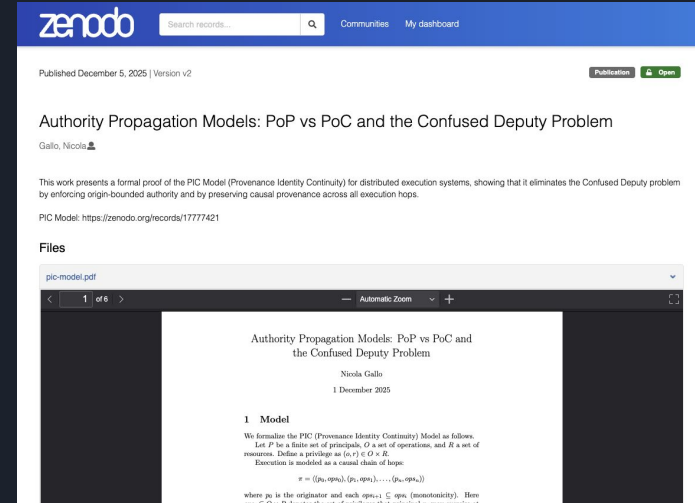 zenodo
Search records...
Communities My dashboard
Published December 5, 2025 | Version v2
Publication Open
Authority Propagation Models: PoP vs PoC and the Confused Deputy Problem
Gallo, Nicola
This work presents a formal proof of the PIC Model (Provenance Identity Continuity) for distributed execution systems, showing that it eliminates the Confused Deputy problem
by enforcing origin-bounded authority and by preserving causal provenance across all execution hops.
PIC Model: https://zenodo.org/records/17777421
Files
pic-model.pdf
1 of 6 — Automatic Zoom +
Authority Propagation Models: PoP vs PoC and
the Confused Deputy Problem
Nicola Gallo
1 December 2025
1 Model
We formalize the PIC (Provenance Identity Continuity) Model as follows.
Let P be a finite set of principals, O a set of operations, and R a set of
resources. Define a privilege as (o, r) ∈ O × R.
Execution is modeled as a causal chain of hops:
π = ⟨(p₀, ops₀), (p₁, ops₁), . . . , (pₙ, opsₙ)⟩
where p₀ is the originator and each opsᵢ₊₁ ⊆ opsᵢ (monotonicity). Here